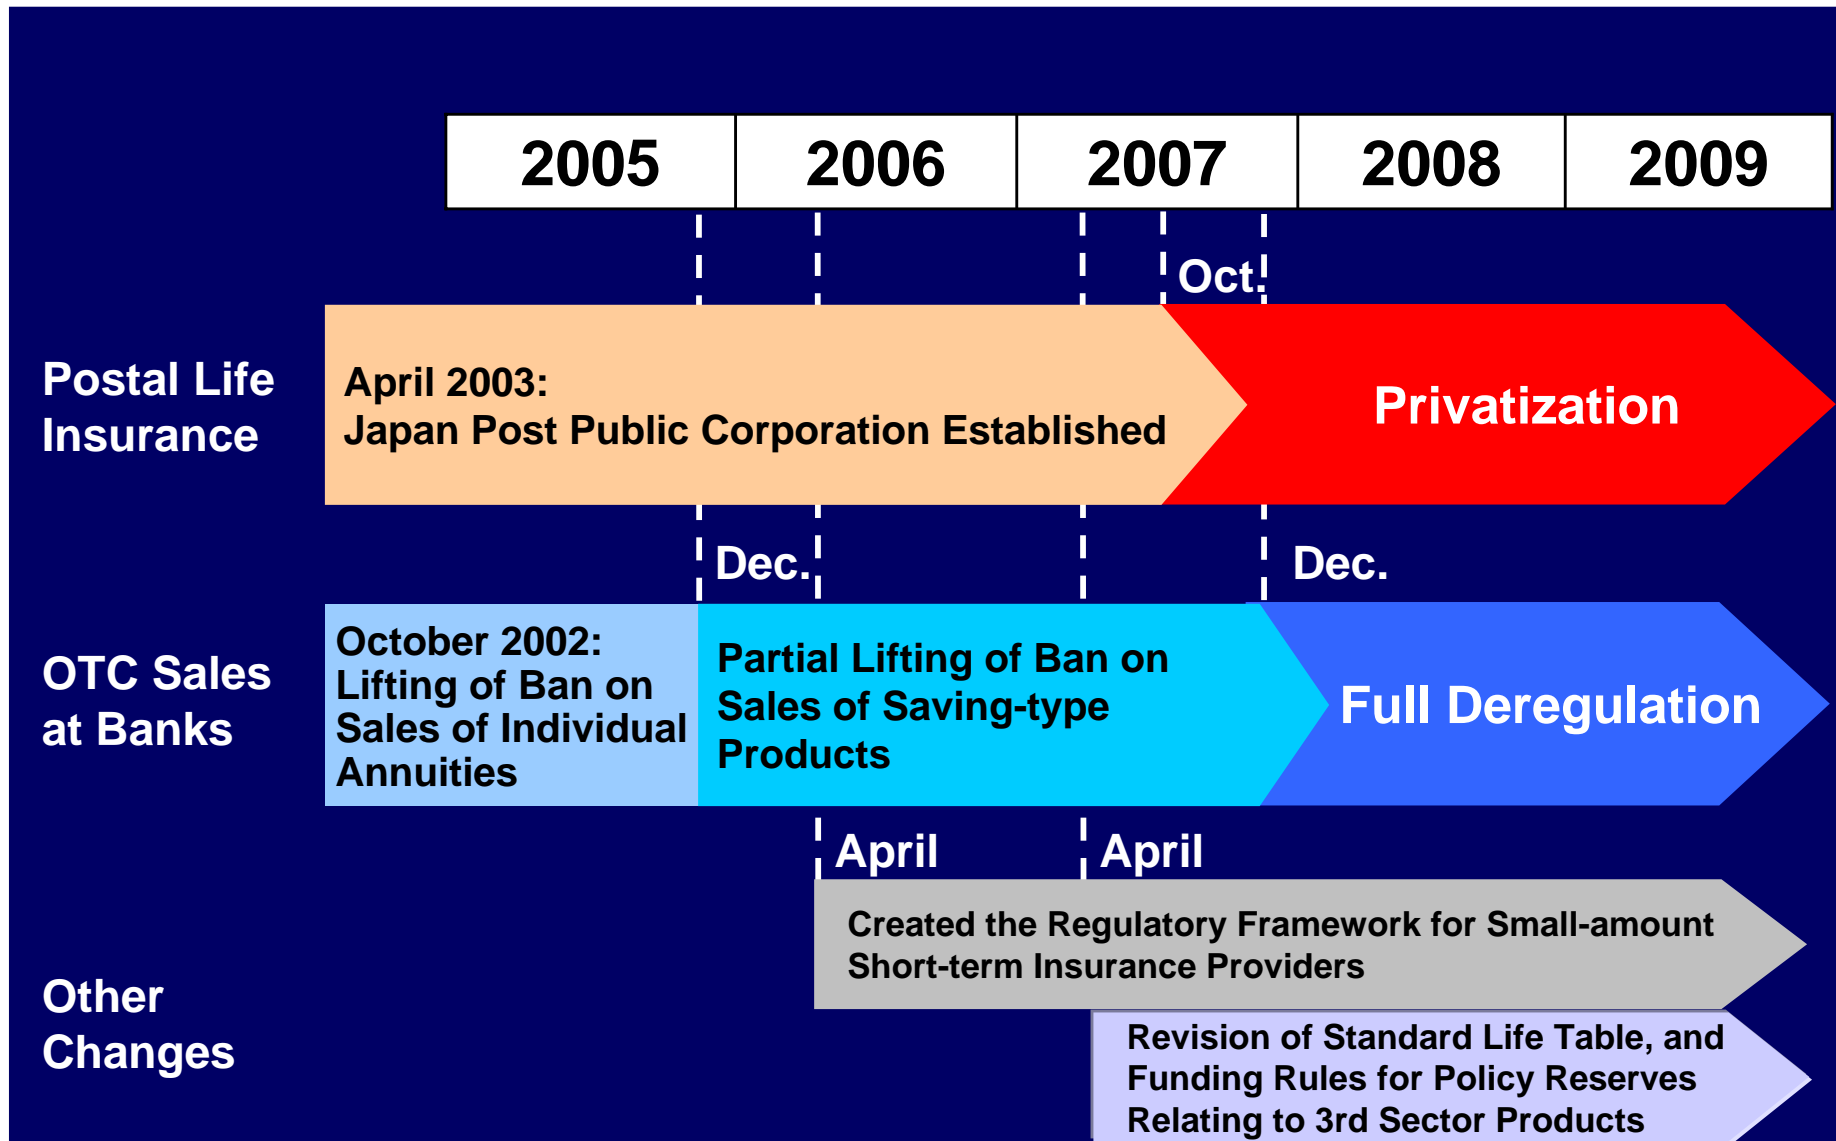 2005 2006 2007 2008 2009
Oct.
Postal Life
Insurance
April 2003:
Japan Post Public Corporation Established
Privatization
Dec. Dec.
OTC Sales
at Banks
October 2002:
Lifting of Ban on
Sales of Individual
Annuities
Partial Lifting of Ban on
Sales of Saving-type
Products
Full Deregulation
April April
Other
Changes
Created the Regulatory Framework for Small-amount
Short-term Insurance Providers
Revision of Standard Life Table, and
Funding Rules for Policy Reserves
Relating to 3rd Sector Products